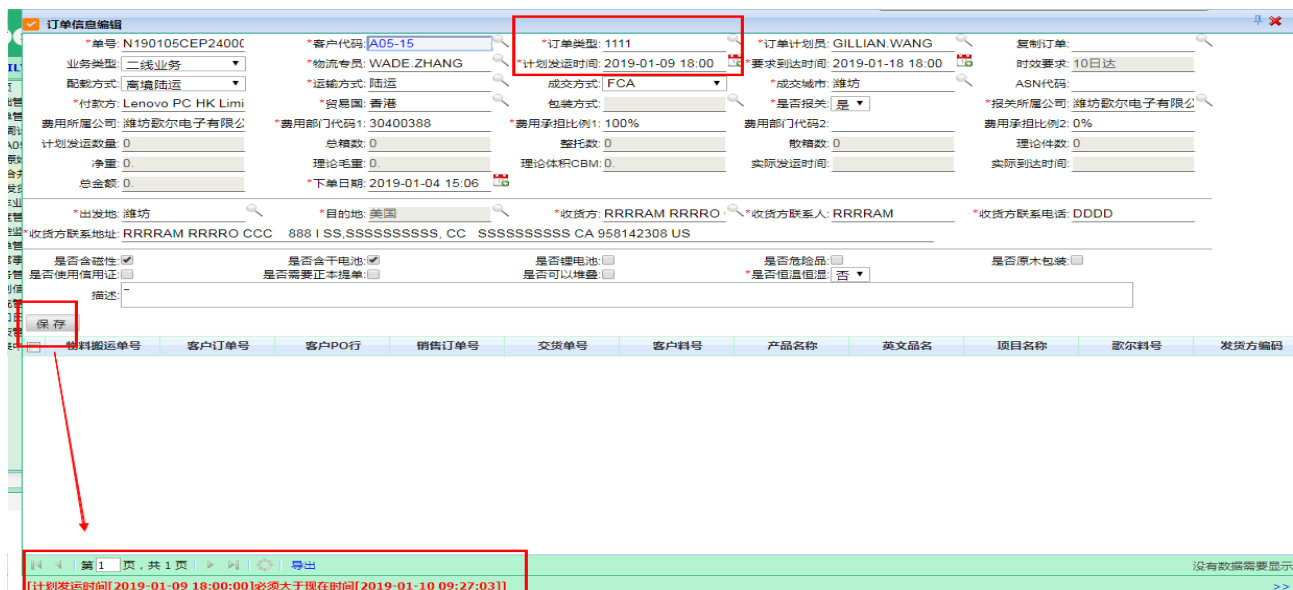 订单信息编辑
*单号: N190105CEP2400( *客户代码: A05-15 *订单类型: 1111 *订单计划员: GILLIAN.WANG 复制订单:
业务类型: 二线业务 *物流专员: WADE.ZHANG *计划发运时间: 2019-01-09 18:00 *要求到达时间: 2019-01-18 18:00 时效要求: 10日达
配载方式: 离境陆运 *运输方式: 陆运 成交方式: FCA *成交城市: 潍坊 ASN代码:
*付款方: Lenovo PC HK Limi *贸易国: 香港 包装方式: *是否报关: 是 *报关所属公司: 潍坊歌尔电子有限公
费用所属公司: 潍坊歌尔电子有限公 *费用部门代码1: 30400388 *费用承担比例1: 100% 费用部门代码2: 费用承担比例2: 0%
计划发运数量: 0 总箱数: 0 整托数: 0 散箱数: 0 理论件数: 0
净重: 0. 理论毛重: 0. 理论体积CBM: 0. 实际发运时间: 实际到达时间:
总金额: 0. *下单日期: 2019-01-04 15:06
*出发地: 潍坊 *目的地: 美国 *收货方: RRRRAM RRRRO *收货方联系人: RRRRAM *收货方联系电话: DDDD
*收货方联系地址: RRRRAM RRRRO CCC 888 I SS,SSSSSSSSSS, CC SSSSSSSSSS CA 958142308 US
是否含磁性: 是否含干电池: 是否锂电池: 是否危险品: 是否原木包装:
是否使用信用证: 是否需要正本提单: 是否可以堆叠: *是否恒温恒湿: 否
描述: -
保存
物料搬运单号 客户订单号 客户PO行 销售订单号 交货单号 客户料号 产品名称 英文品名 项目名称 歌尔料号 发货方编码
第 1 页,共 1 页 导出 没有数据需要显示
[计划发运时间[2019-01-09 18:00:00]必须大于现在时间[2019-01-10 09:27:03]] >>